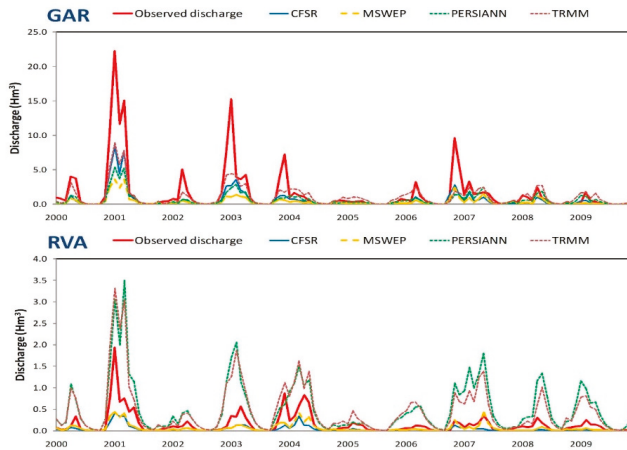 GAR
Observed discharge CFSR MSWEP PERSIANN TRMM
Discharge (Hm³)
25.0
20.0
15.0
10.0
5.0
0.0
2000 2001 2002 2003 2004 2005 2006 2007 2008 2009
RVA
Observed discharge CFSR MSWEP PERSIANN TRMM
Discharge (Hm³)
4.0
3.5
3.0
2.5
2.0
1.5
1.0
0.5
0.0
2000 2001 2002 2003 2004 2005 2006 2007 2008 2009